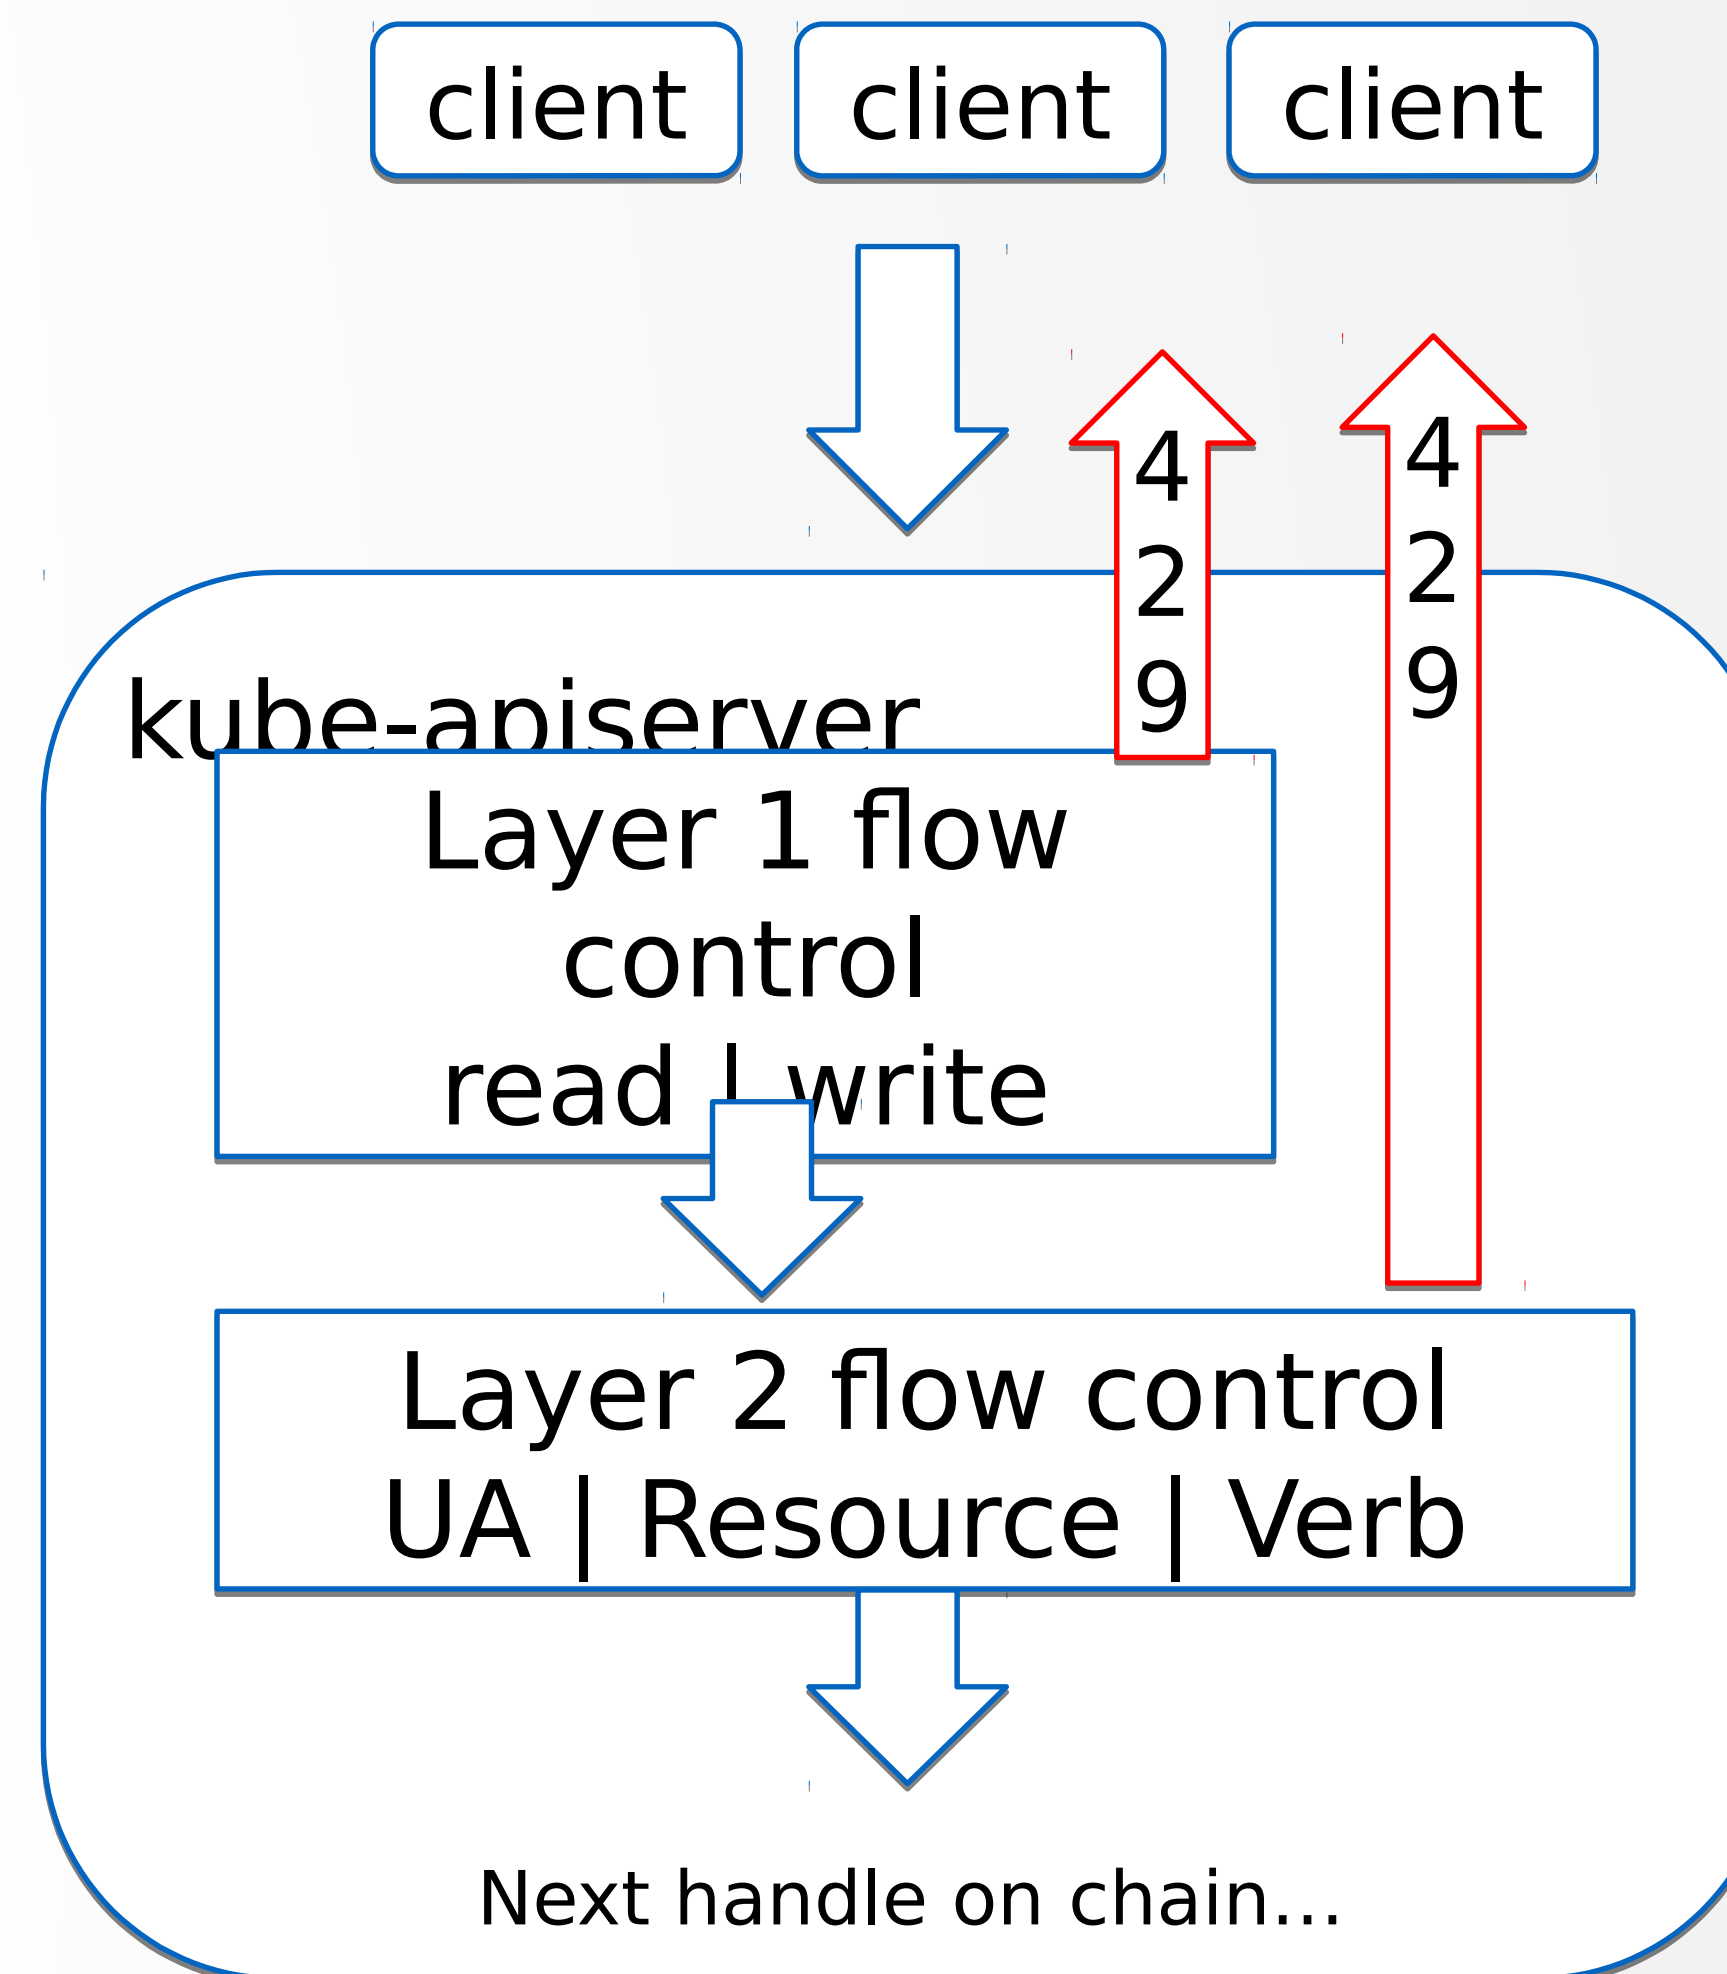 client client client
4
2
9
4
2
9
kube-apiserver
Layer 1 flow
control
read | write
Layer 2 flow control
UA | Resource | Verb
Next handle on chain...